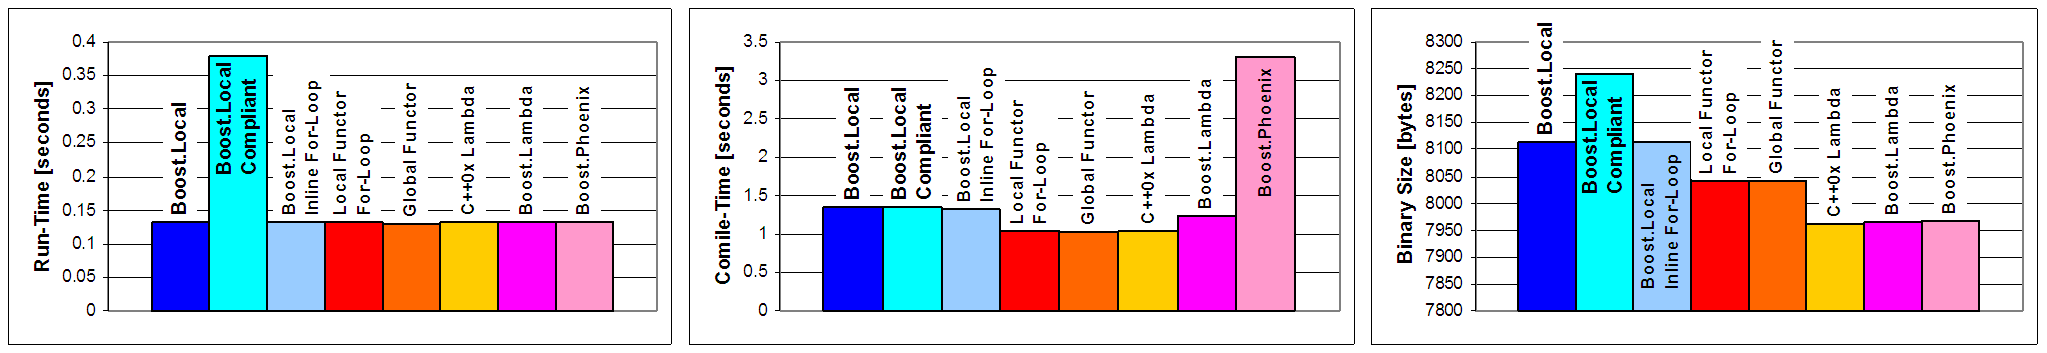 Run-Time [seconds]
0.4
0.35
0.3
0.25
0.2
0.15
0.1
0.05
0
Boost.Local
Boost.Local
Compliant
Boost.Local
Inline For-Loop
Local Functor
For-Loop
Global Functor
C++0x Lambda
Boost.Lambda
Boost.Phoenix
Comile-Time [seconds]
3.5
3
2.5
2
1.5
1
0.5
0
Boost.Local
Boost.Local
Compliant
Boost.Local
Inline For-Loop
Local Functor
For-Loop
Global Functor
C++0x Lambda
Boost.Lambda
Boost.Phoenix
Binary Size [bytes]
8300
8250
8200
8150
8100
8050
8000
7950
7900
7850
7800
Boost.Local
Boost.Local
Compliant
Boost.Local
Inline For-Loop
Local Functor
For-Loop
Global Functor
C++0x Lambda
Boost.Lambda
Boost.Phoenix